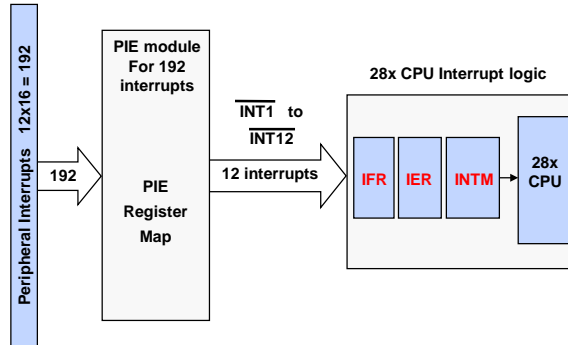 Peripheral Interrupts 12x16 = 192
192
PIE module
For 192
interrupts
PIE
Register
Map
INT1 to
INT12
12 interrupts
28x CPU Interrupt logic
IFR
IER
INTM
28x
CPU